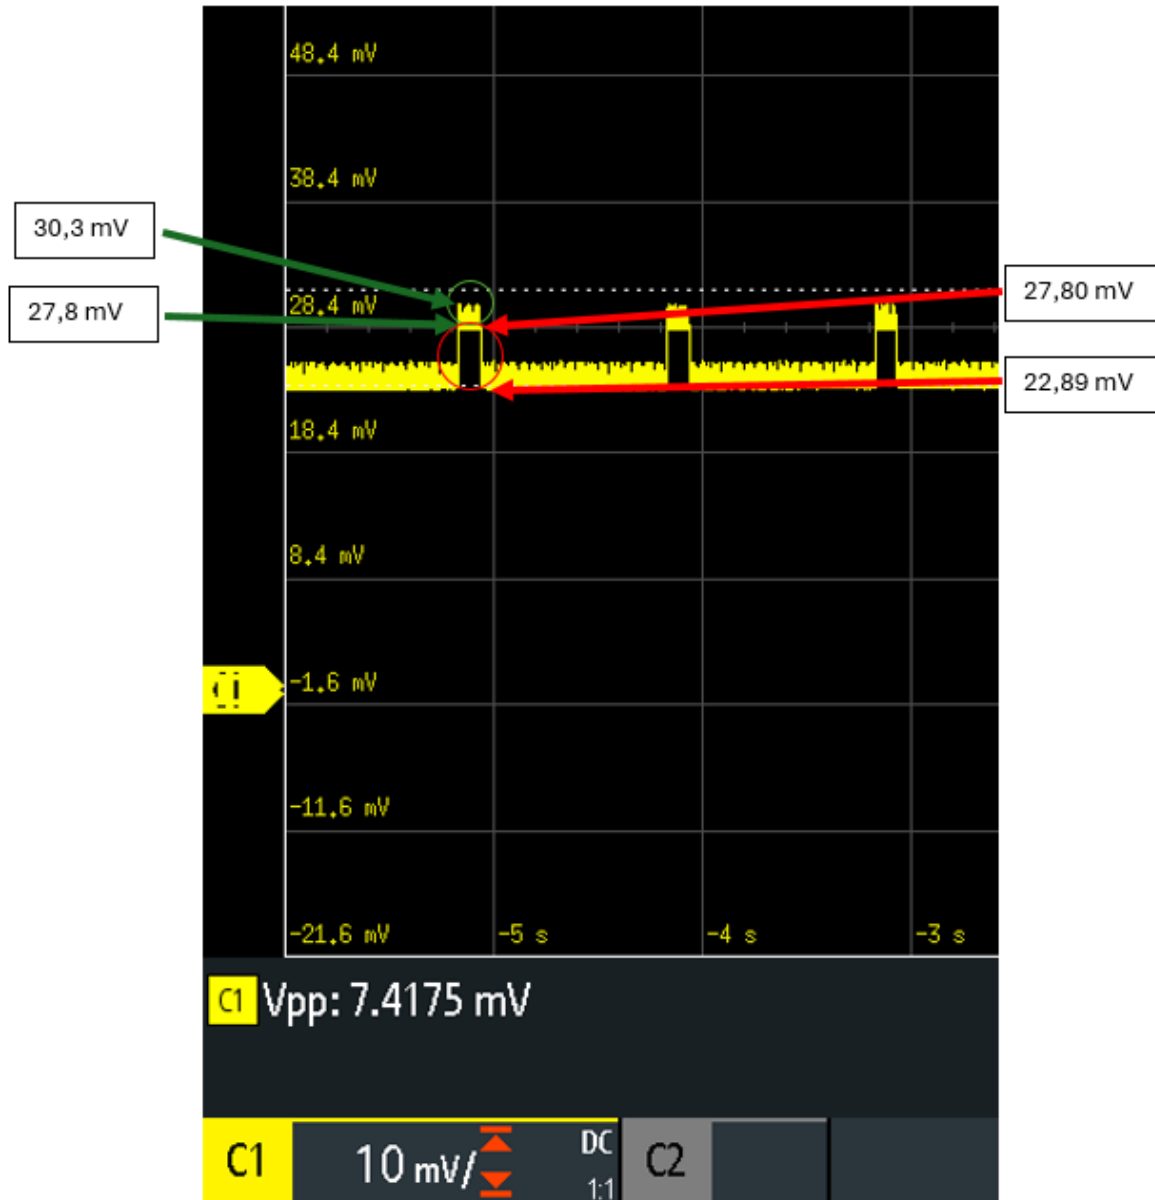 48.4 mV
38.4 mV
30,3 mV
27,80 mV
28.4 mV
27,8 mV
22,89 mV
18.4 mV
8.4 mV
-1.6 mV
-11.6 mV
-21.6 mV
-5 s
-4 s
-3 s
C1 Vpp: 7.4175 mV
C1
10 mV/
DC
1:1
C2